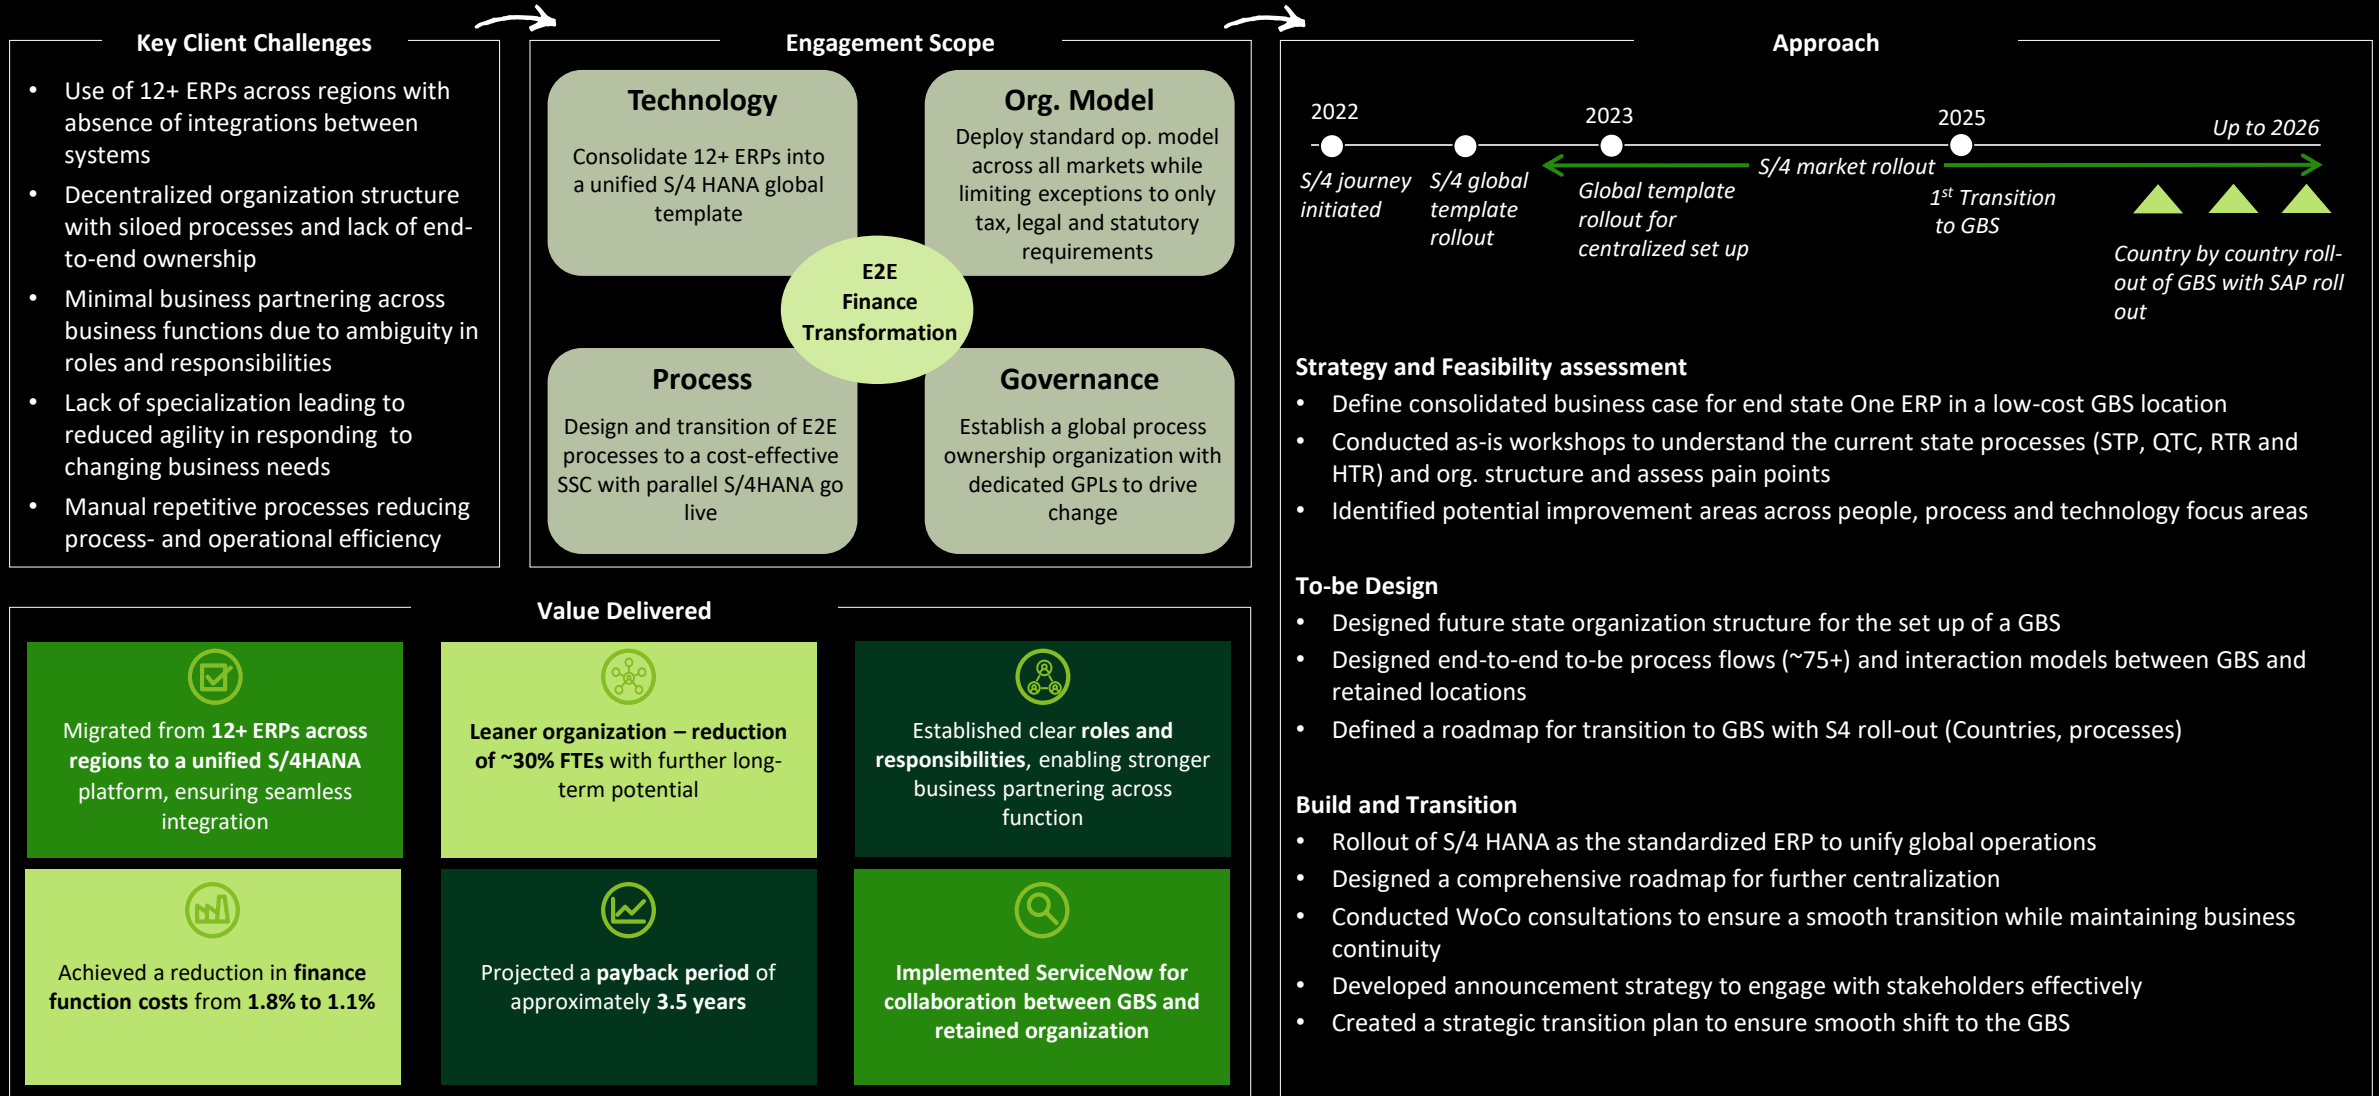 Key Client Challenges
• Use of 12+ ERPs across regions with
absence of integrations between
systems
• Decentralized organization structure
with siloed processes and lack of end-
to-end ownership
• Minimal business partnering across
business functions due to ambiguity in
roles and responsibilities
• Lack of specialization leading to
reduced agility in responding  to
changing business needs
• Manual repetitive processes reducing
process- and operational efficiency
Engagement Scope
Technology
Consolidate 12+ ERPs into
a unified S/4 HANA global
template
Org. Model
Deploy standard op. model
across all markets while
limiting exceptions to only
tax, legal and statutory
requirements
E2E
Finance
Transformation
Process
Design and transition of E2E
processes to a cost-effective
SSC with parallel S/4HANA go
live
Governance
Establish a global process
ownership organization with
dedicated GPLs to drive
change
Value Delivered
Migrated from 12+ ERPs across
regions to a unified S/4HANA
platform, ensuring seamless
integration
Leaner organization – reduction
of ~30% FTEs with further long-
term potential
Established clear roles and
responsibilities, enabling stronger
business partnering across
function
Achieved a reduction in finance
function costs from 1.8% to 1.1%
Projected a payback period of
approximately 3.5 years
Implemented ServiceNow for
collaboration between GBS and
retained organization
Approach
2022
2023
2025
Up to 2026
S/4 journey
initiated
S/4 global
template
rollout
Global template
rollout for
centralized set up
S/4 market rollout
1st Transition
to GBS
Country by country roll-
out of GBS with SAP roll
out
Strategy and Feasibility assessment
• Define consolidated business case for end state One ERP in a low-cost GBS location
• Conducted as-is workshops to understand the current state processes (STP, QTC, RTR and
HTR) and org. structure and assess pain points
• Identified potential improvement areas across people, process and technology focus areas
To-be Design
• Designed future state organization structure for the set up of a GBS
• Designed end-to-end to-be process flows (~75+) and interaction models between GBS and
retained locations
• Defined a roadmap for transition to GBS with S4 roll-out (Countries, processes)
Build and Transition
• Rollout of S/4 HANA as the standardized ERP to unify global operations
• Designed a comprehensive roadmap for further centralization
• Conducted WoCo consultations to ensure a smooth transition while maintaining business
continuity
• Developed announcement strategy to engage with stakeholders effectively
• Created a strategic transition plan to ensure smooth shift to the GBS